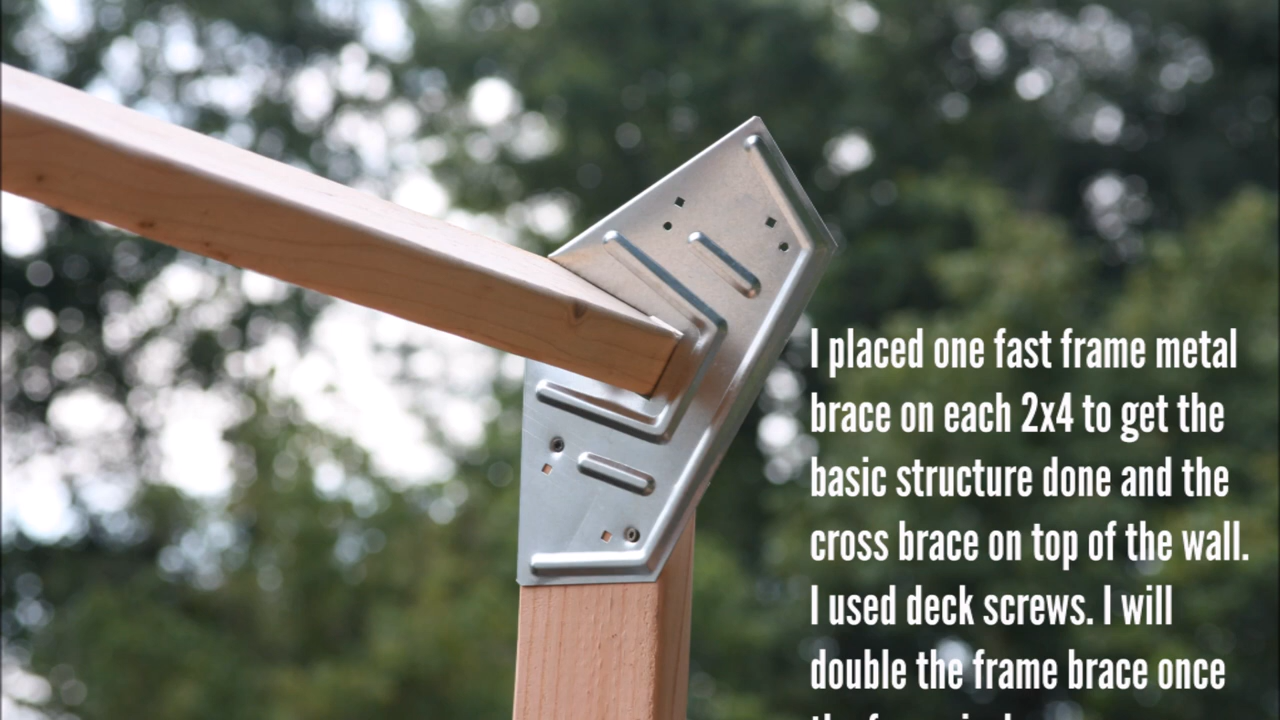 I placed one fast frame metal
brace on each 2x4 to get the
basic structure done and the
cross brace on top of the wall.
I used deck screws. I will
double the frame brace once